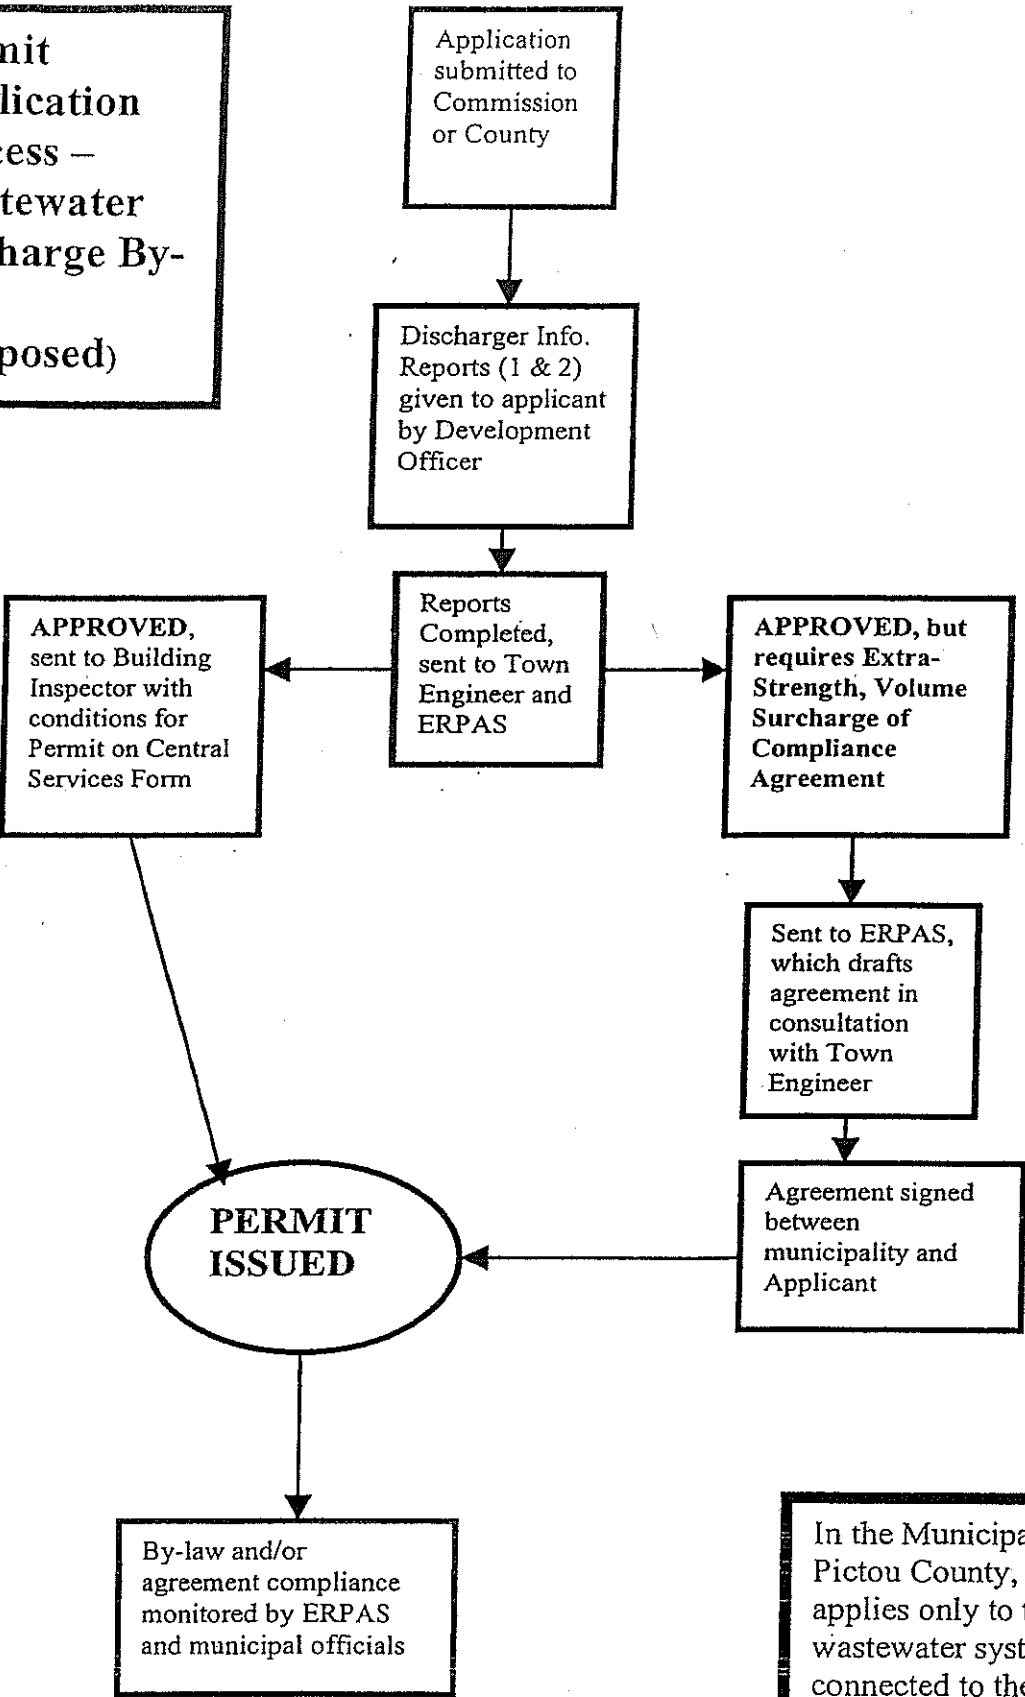 mit
lication
cess –
tewater
harge By-
posed)
Application
submitted to
Commission
or County
Discharger Info.
Reports (1 & 2)
given to applicant
by Development
Officer
Reports
Completed,
sent to Town
Engineer and
ERPAS
APPROVED,
sent to Building
Inspector with
conditions for
Permit on Central
Services Form
APPROVED, but
requires Extra-
Strength, Volume
Surcharge of
Compliance
Agreement
Sent to ERPAS,
which drafts
agreement in
consultation
with Town
Engineer
Agreement signed
between
municipality and
Applicant
PERMIT
ISSUED
By-law and/or
agreement compliance
monitored by ERPAS
and municipal officials
In the Municipa
Pictou County,
applies only to t
wastewater syst
connected to the